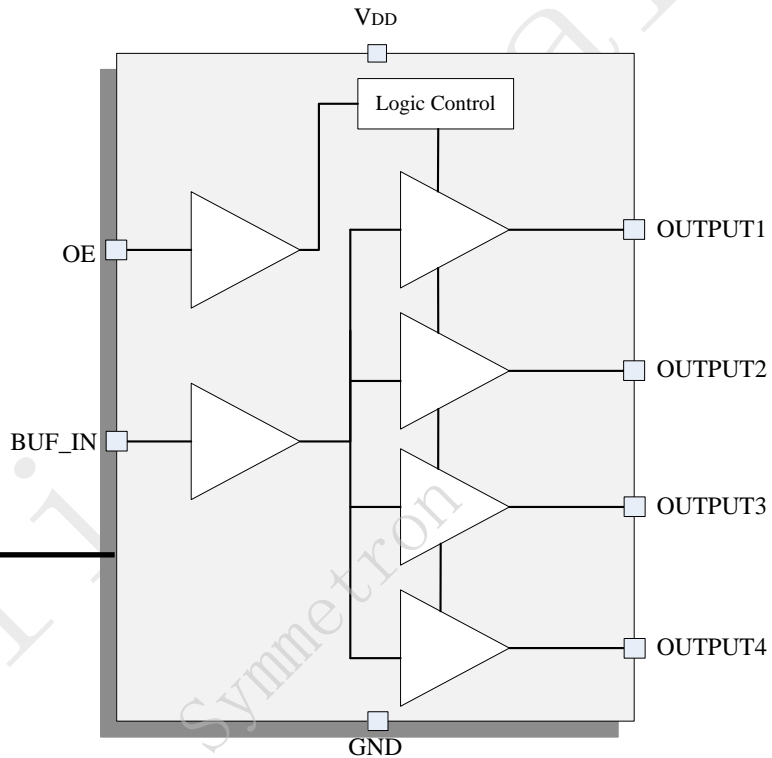 VDD
Logic Control
OUTPUT1
OE
OUTPUT2
BUF_IN
OUTPUT3
Symmetron
OUTPUT4
GND